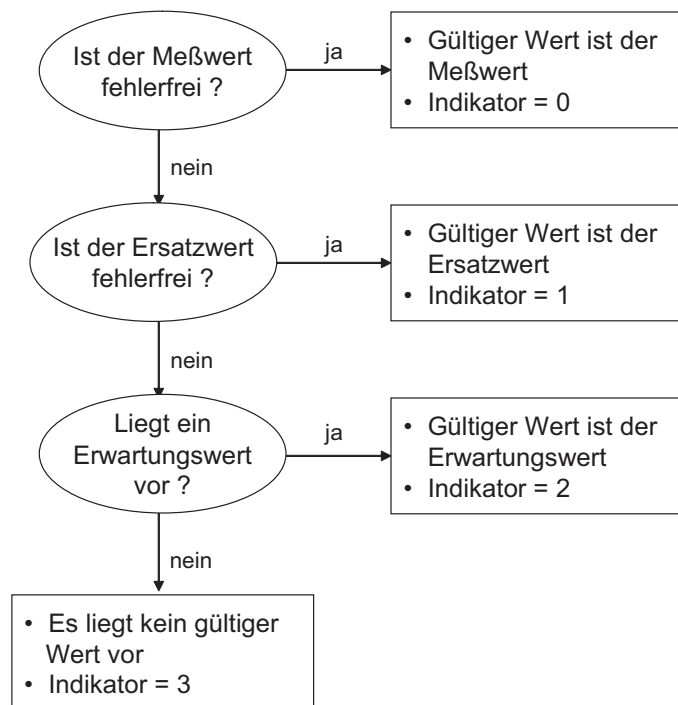 Ist der Meßwert
fehlerfrei ?
ja
• Gültiger Wert ist der
Meßwert
• Indikator = 0
nein
Ist der Ersatzwert
fehlerfrei ?
ja
• Gültiger Wert ist der
Ersatzwert
• Indikator = 1
nein
Liegt ein
Erwartungswert
vor ?
ja
• Gültiger Wert ist der
Erwartungswert
• Indikator = 2
nein
• Es liegt kein gültiger
Wert vor
• Indikator = 3